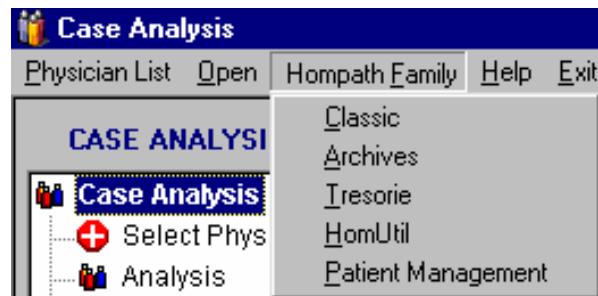 Case Analysis
Physician List Open Hompath Family Help Exit
CASE ANALYSI
Case Analysis
Select Phys
Analysis
Classic
Archives
Tresorie
HomUtil
Patient Management